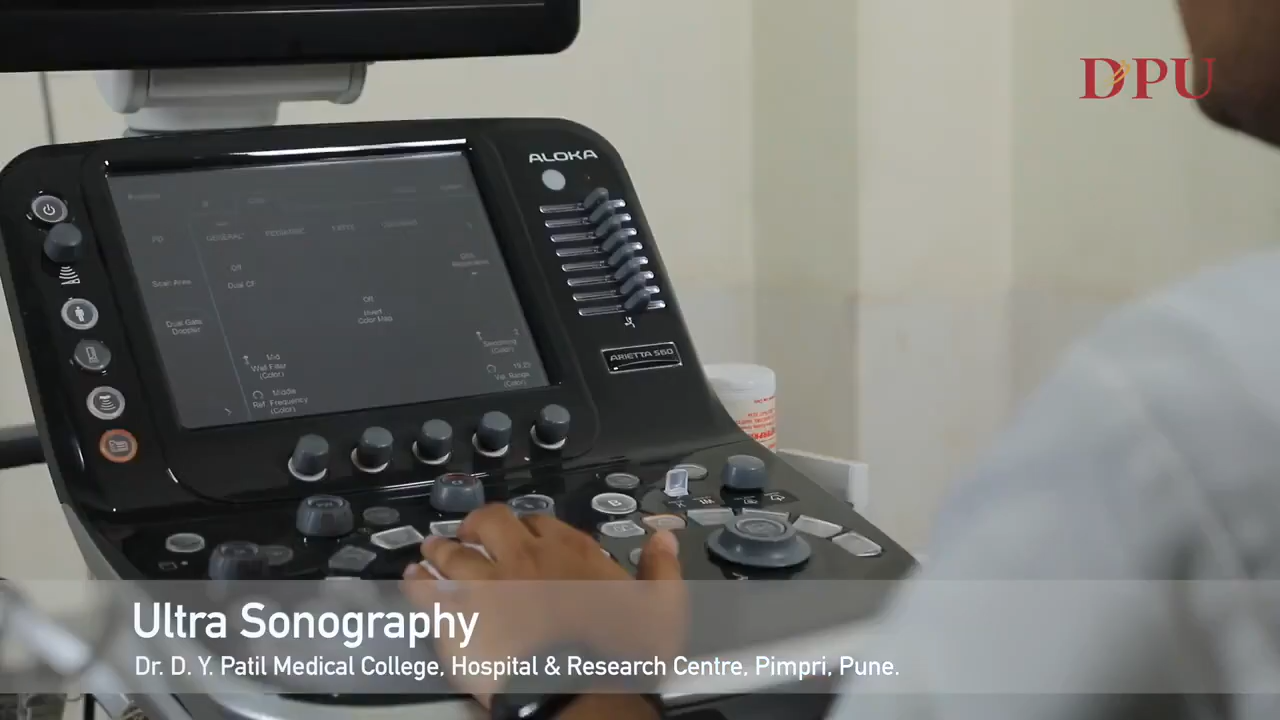 DPU
ALOKA
GENERAL
Off
Scan Area
Dual CF
Off
Dual Gate
Doppler
Invert
Color Map
Mid
Wall Filter
(Color)
Smoothing
(Color)
Middle
Ref. Frequency
(Color)
Vel. Range
(Color)
ARIETTA S60
B
Ultra Sonography
Dr. D. Y. Patil Medical College, Hospital & Research Centre, Pimpri, Pune.